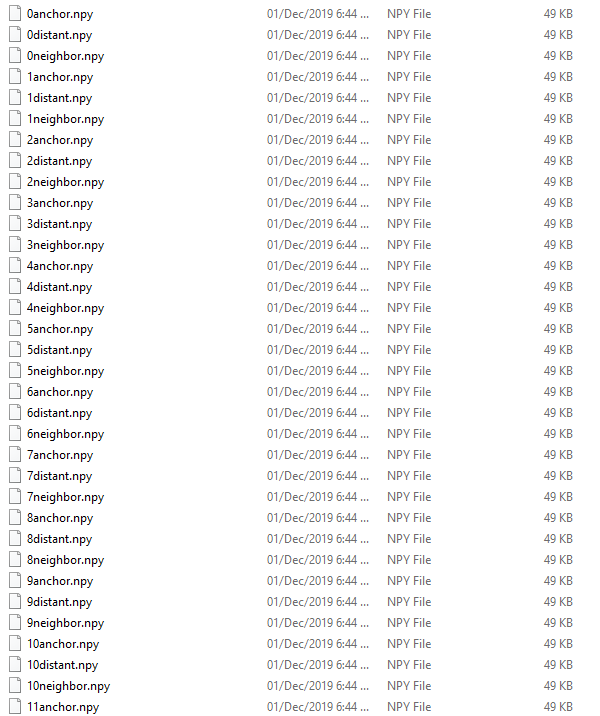 0anchor.npy 01/Dec/2019 6:44 ... NPY File 49 KB
0distant.npy 01/Dec/2019 6:44 ... NPY File 49 KB
0neighbor.npy 01/Dec/2019 6:44 ... NPY File 49 KB
1anchor.npy 01/Dec/2019 6:44 ... NPY File 49 KB
1distant.npy 01/Dec/2019 6:44 ... NPY File 49 KB
1neighbor.npy 01/Dec/2019 6:44 ... NPY File 49 KB
2anchor.npy 01/Dec/2019 6:44 ... NPY File 49 KB
2distant.npy 01/Dec/2019 6:44 ... NPY File 49 KB
2neighbor.npy 01/Dec/2019 6:44 ... NPY File 49 KB
3anchor.npy 01/Dec/2019 6:44 ... NPY File 49 KB
3distant.npy 01/Dec/2019 6:44 ... NPY File 49 KB
3neighbor.npy 01/Dec/2019 6:44 ... NPY File 49 KB
4anchor.npy 01/Dec/2019 6:44 ... NPY File 49 KB
4distant.npy 01/Dec/2019 6:44 ... NPY File 49 KB
4neighbor.npy 01/Dec/2019 6:44 ... NPY File 49 KB
5anchor.npy 01/Dec/2019 6:44 ... NPY File 49 KB
5distant.npy 01/Dec/2019 6:44 ... NPY File 49 KB
5neighbor.npy 01/Dec/2019 6:44 ... NPY File 49 KB
6anchor.npy 01/Dec/2019 6:44 ... NPY File 49 KB
6distant.npy 01/Dec/2019 6:44 ... NPY File 49 KB
6neighbor.npy 01/Dec/2019 6:44 ... NPY File 49 KB
7anchor.npy 01/Dec/2019 6:44 ... NPY File 49 KB
7distant.npy 01/Dec/2019 6:44 ... NPY File 49 KB
7neighbor.npy 01/Dec/2019 6:44 ... NPY File 49 KB
8anchor.npy 01/Dec/2019 6:44 ... NPY File 49 KB
8distant.npy 01/Dec/2019 6:44 ... NPY File 49 KB
8neighbor.npy 01/Dec/2019 6:44 ... NPY File 49 KB
9anchor.npy 01/Dec/2019 6:44 ... NPY File 49 KB
9distant.npy 01/Dec/2019 6:44 ... NPY File 49 KB
9neighbor.npy 01/Dec/2019 6:44 ... NPY File 49 KB
10anchor.npy 01/Dec/2019 6:44 ... NPY File 49 KB
10distant.npy 01/Dec/2019 6:44 ... NPY File 49 KB
10neighbor.npy 01/Dec/2019 6:44 ... NPY File 49 KB
11anchor.npy 01/Dec/2019 6:44 ... NPY File 49 KB